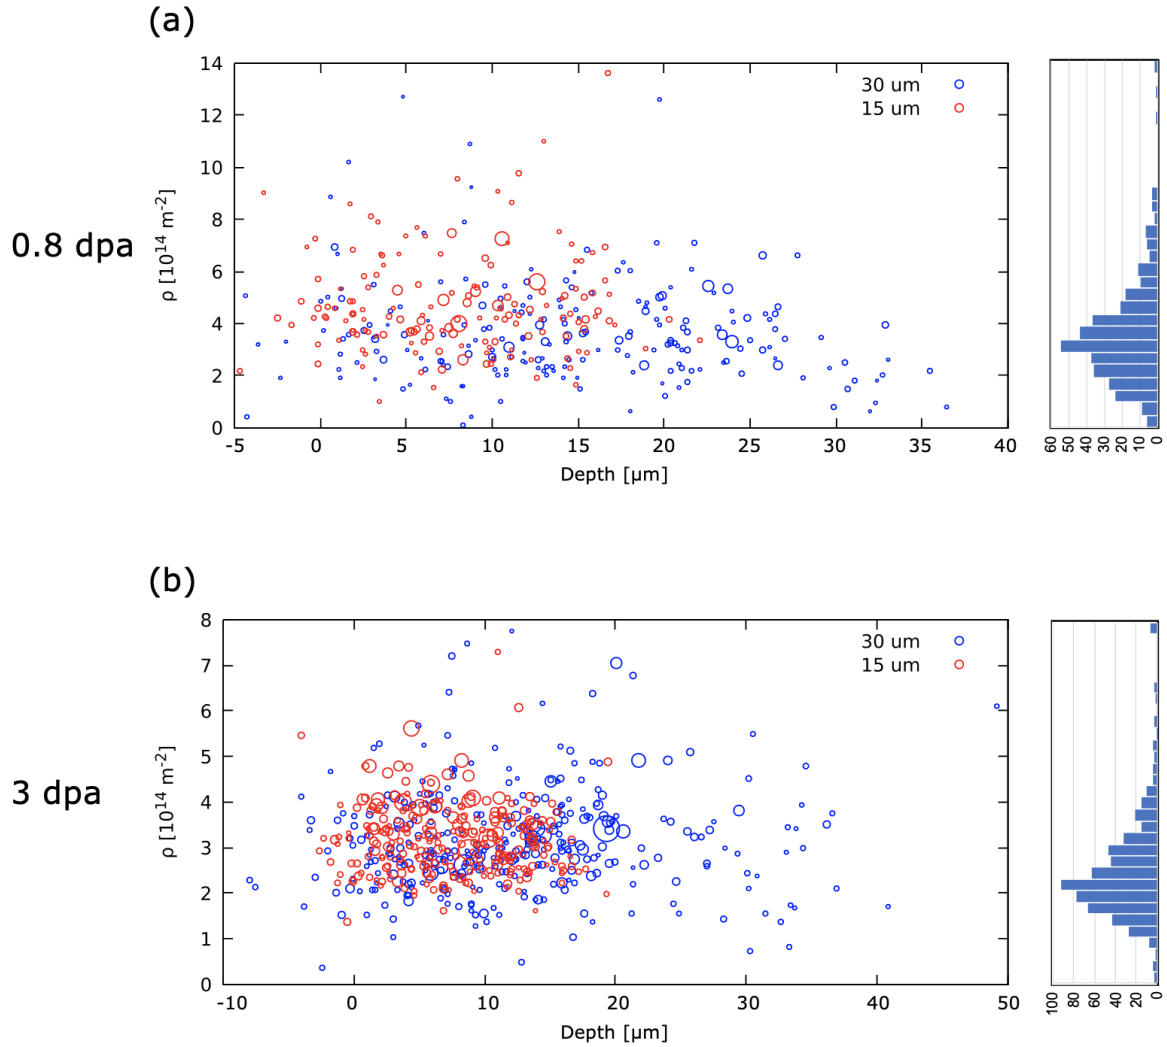 (a)
14
12
10
8
6
4
2
0
ρ [10¹⁴ m⁻²]
30 um
15 um
0.8 dpa
-5 0 5 10 15 20 25 30 35 40
Depth [μm]
60 50 40 30 20 10 0
(b)
8
7
6
5
4
3
2
1
0
ρ [10¹⁴ m⁻²]
30 um
15 um
3 dpa
-10 0 10 20 30 40 50
Depth [μm]
100 80 60 40 20 0